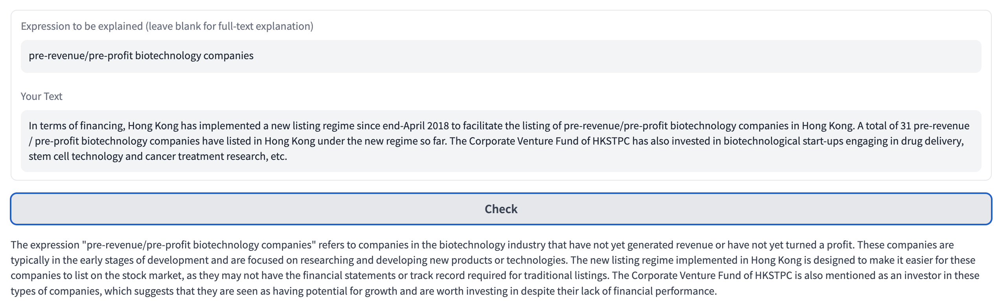 Expression to be explained (leave blank for full-text explanation)
pre-revenue/pre-profit biotechnology companies
Your Text
In terms of financing, Hong Kong has implemented a new listing regime since end-April 2018 to facilitate the listing of pre-revenue/pre-profit biotechnology companies in Hong Kong. A total of 31 pre-revenue
/ pre-profit biotechnology companies have listed in Hong Kong under the new regime so far. The Corporate Venture Fund of HKSTPC has also invested in biotechnological start-ups engaging in drug delivery,
stem cell technology and cancer treatment research, etc.
Check
The expression "pre-revenue/pre-profit biotechnology companies" refers to companies in the biotechnology industry that have not yet generated revenue or have not yet turned a profit. These companies are
typically in the early stages of development and are focused on researching and developing new products or technologies. The new listing regime implemented in Hong Kong is designed to make it easier for these
companies to list on the stock market, as they may not have the financial statements or track record required for traditional listings. The Corporate Venture Fund of HKSTPC is also mentioned as an investor in these
types of companies, which suggests that they are seen as having potential for growth and are worth investing in despite their lack of financial performance.